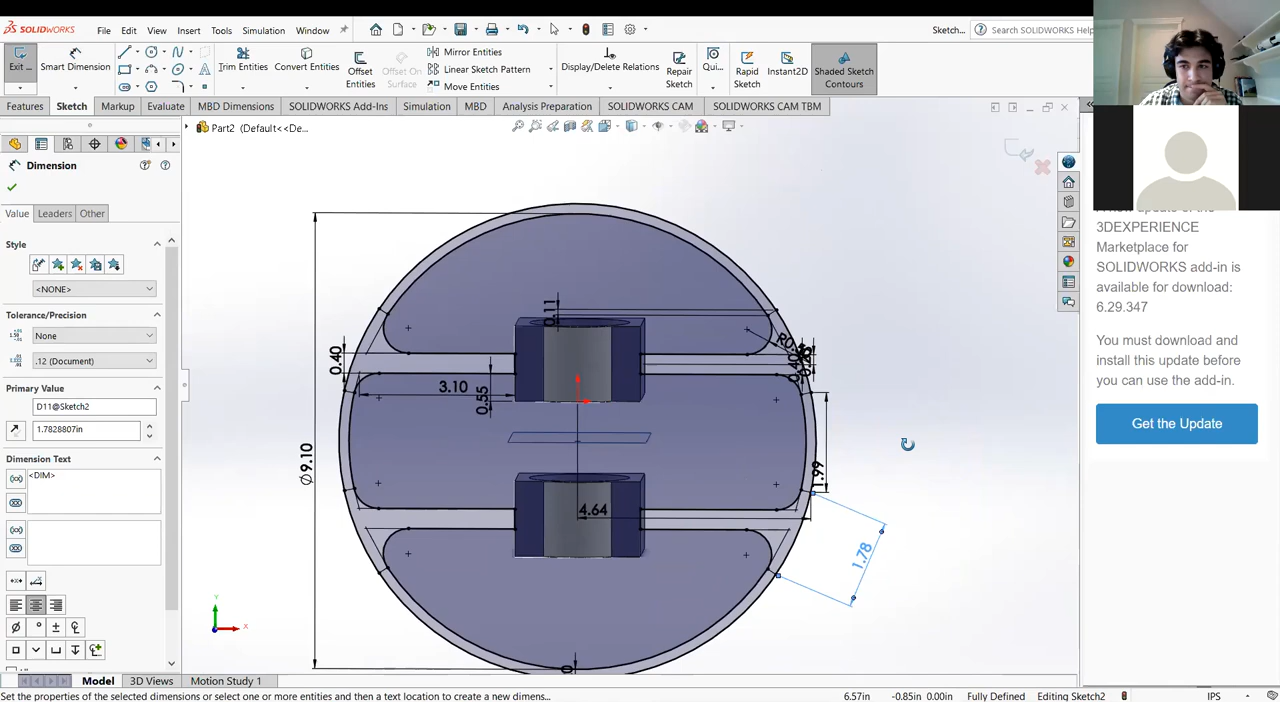 SOLIDWORKS File Edit View Insert Tools Simulation Window Sketch... Search SOLIDWORKS Help
Exit ... Smart Dimension Trim Entities Convert Entities Offset Entities Offset On Surface Mirror Entities Linear Sketch Pattern Move Entities Display/Delete Relations Repair Sketch Qui... Rapid Sketch Instant2D Shaded Sketch Contours
Features Sketch Markup Evaluate MBD Dimensions SOLIDWORKS Add-Ins Simulation MBD Analysis Preparation SOLIDWORKS CAM SOLIDWORKS CAM TBM
Part2 (Default<<De...
Dimension
Value Leaders Other
Style
<NONE>
Tolerance/Precision
None
.12 (Document)
Primary Value
D11@Sketch2
1.7828807in
Dimension Text
<DIM>
0.11
0.40
3.10
0.55
Ø9.10
4.64
1.99
1.78
Y
X
3DEXPERIENCE
Marketplace for
SOLIDWORKS add-in is
available for download:
6.29.347
You must download and
install this update before
you can use the add-in.
Get the Update
Model 3D Views Motion Study 1
Set the properties of the selected dimensions or select one or more entities and then a text location to create a new dimens... 6.57in -0.85in 0.00in Fully Defined Editing Sketch2 IPS